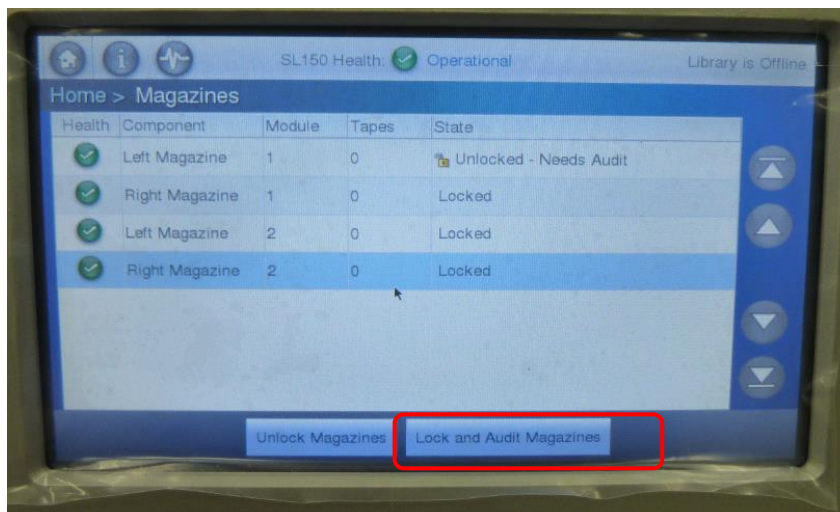 SL150 Health: Operational Library is Offline
Home > Magazines
Health Component Module Tapes State
Left Magazine 1 0 Unlocked - Needs Audit
Right Magazine 1 0 Locked
Left Magazine 2 0 Locked
Right Magazine 2 0 Locked
Unlock Magazines Lock and Audit Magazines